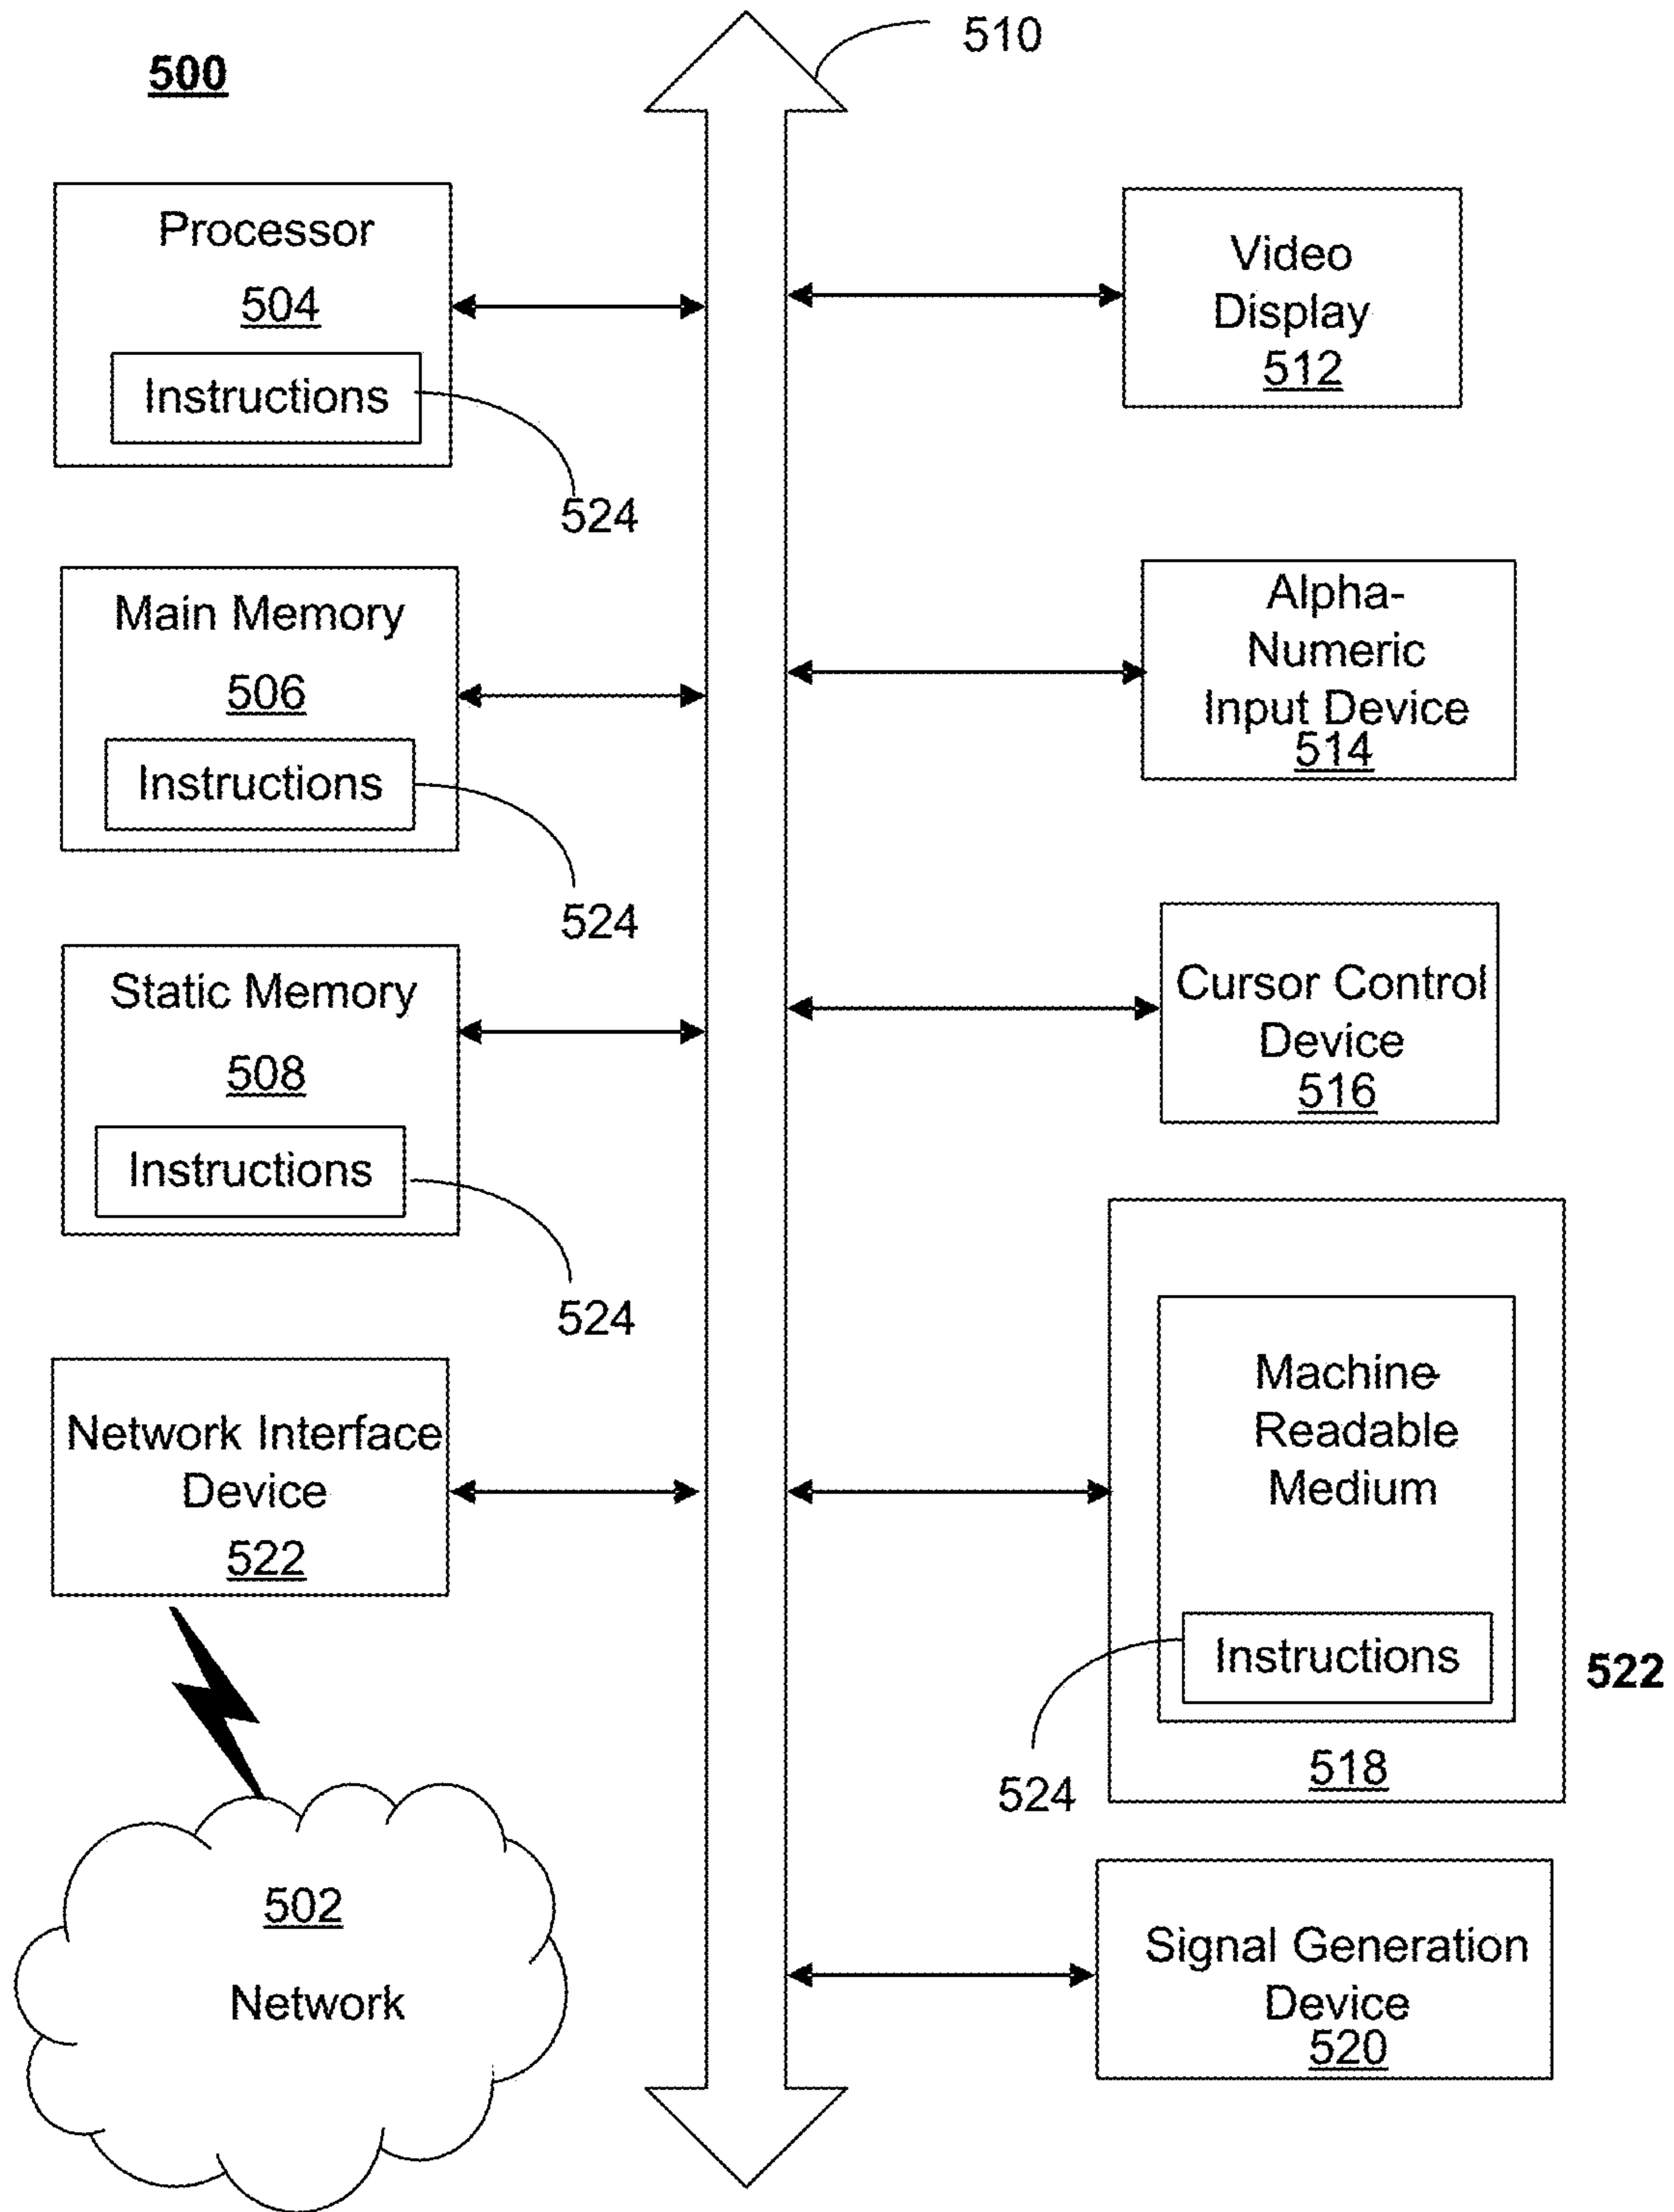 500
510
Processor
504
Instructions
524
Main Memory
506
Instructions
524
Static Memory
508
Instructions
524
Network Interface
Device
522
502
Network
Video
Display
512
Alpha-
Numeric
Input Device
514
Cursor Control
Device
516
Machine-
Readable
Medium
Instructions
522
524
518
Signal Generation
Device
520